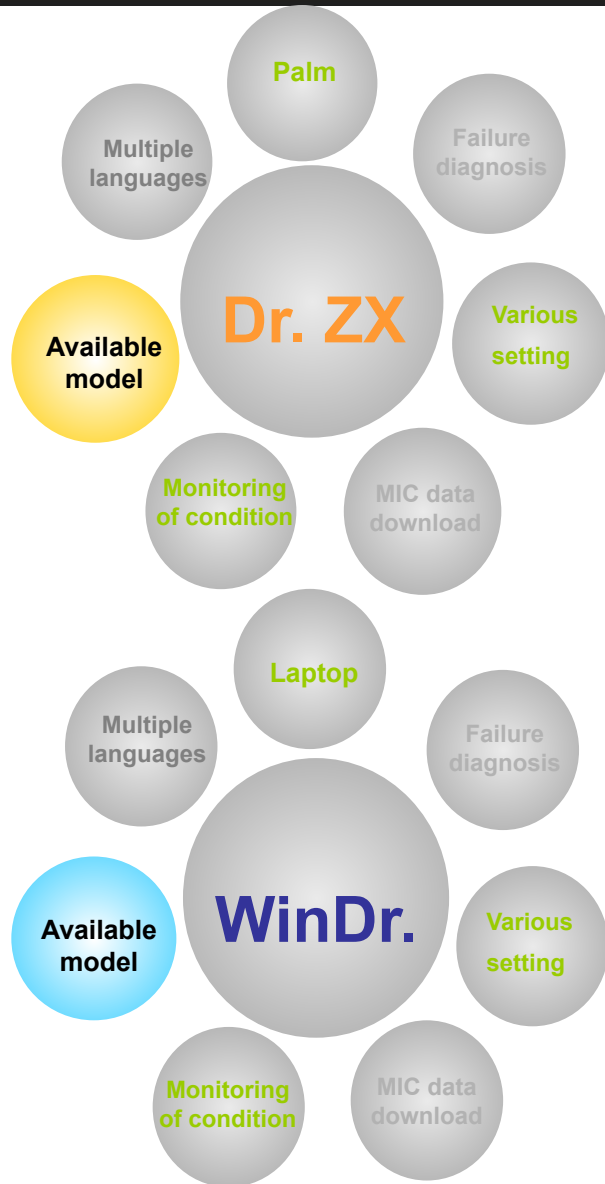 Palm
Multiple
languages
Failure
diagnosis
Dr. ZX
Available
model
Various
setting
Monitoring
of condition
MIC data
download
Laptop
Multiple
languages
Failure
diagnosis
WinDr.
Available
model
Various
setting
Monitoring
of condition
MIC data
download